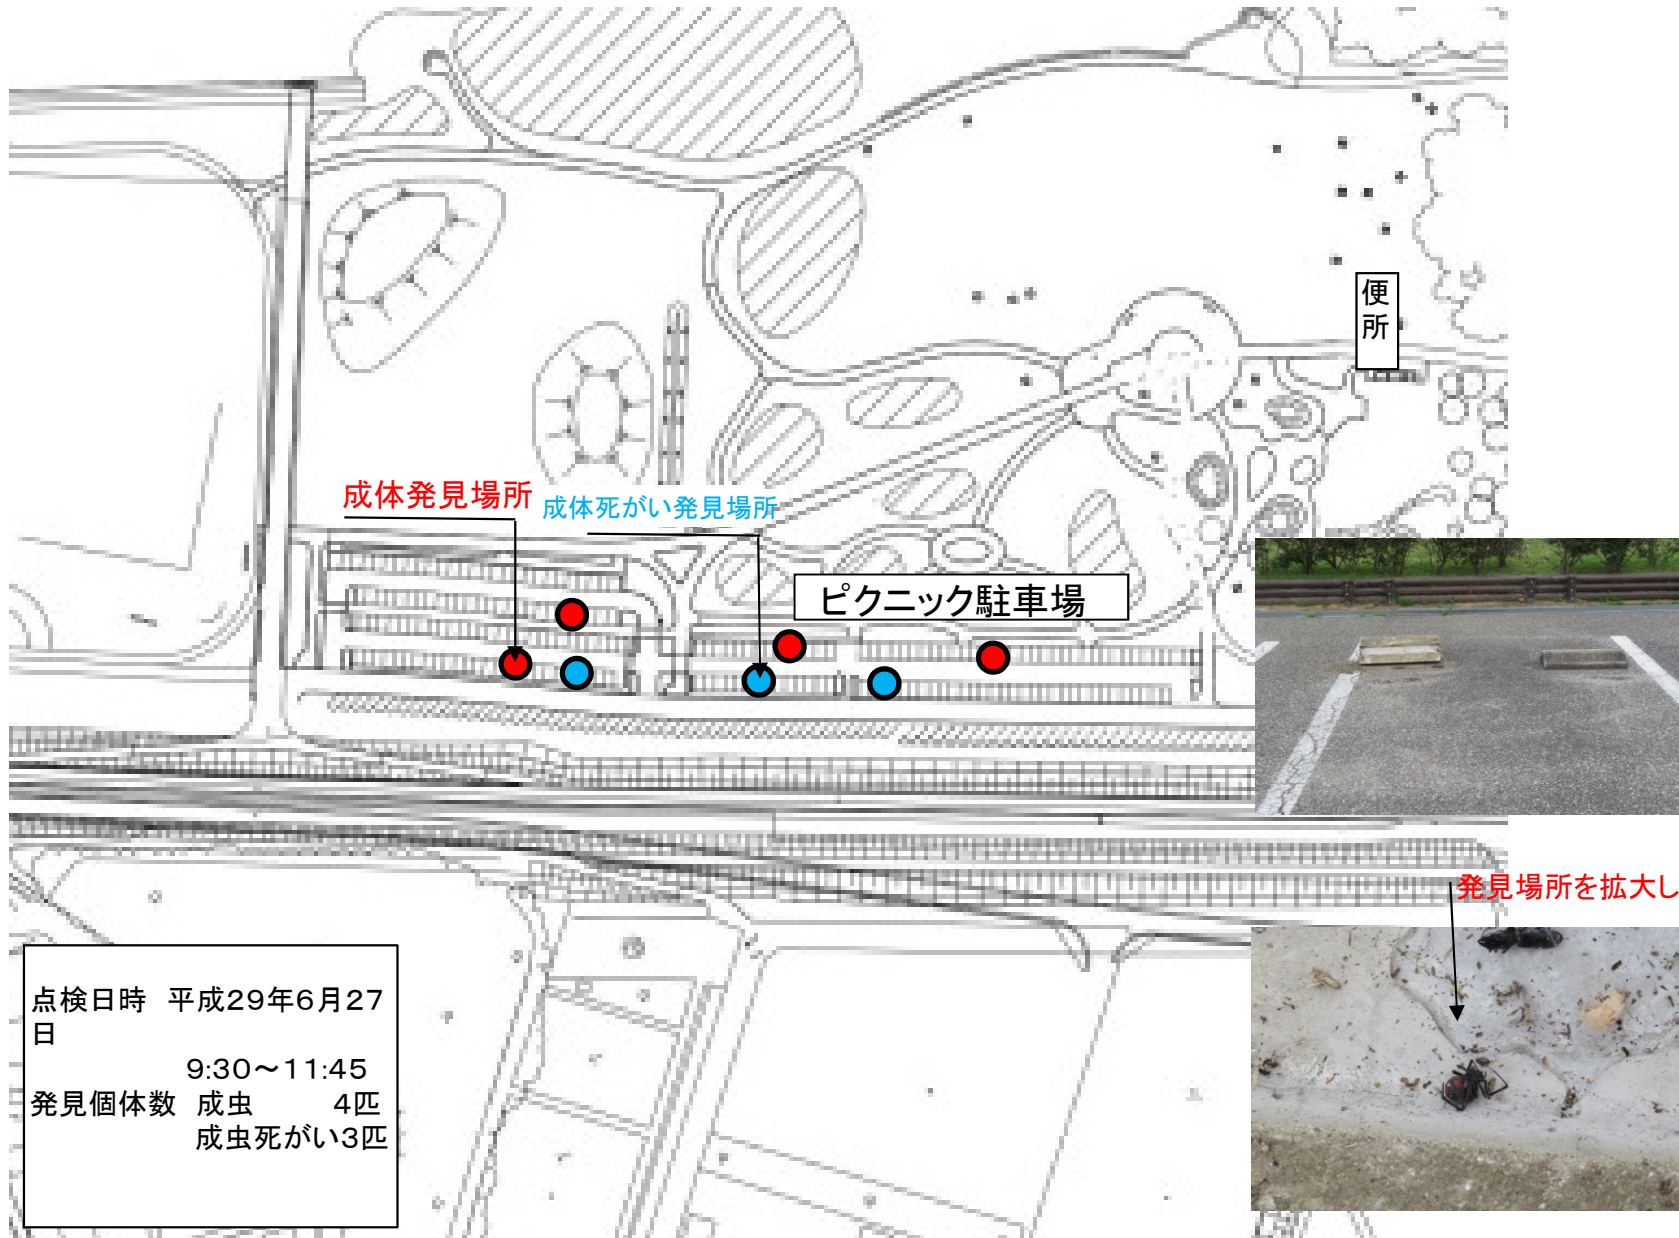 便
所
成体発見場所
成体死がい発見場所
ピクニック駐車場
発見場所を拡大し
点検日時 平成29年6月27
日
9:30～11:45
発見個体数 成虫 4匹
成虫死がい3匹